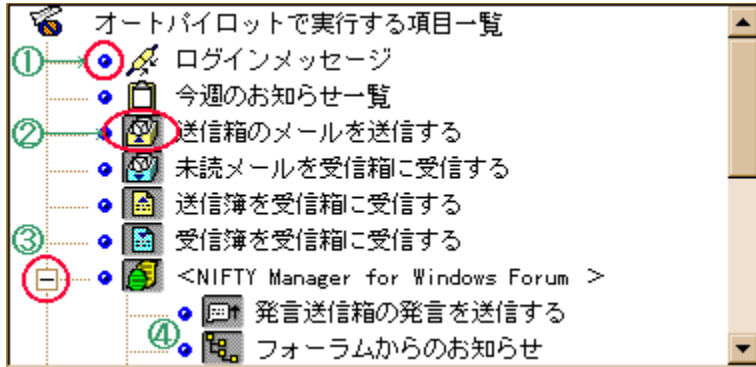 オートパイロットで実行する項目一覧
① ログインメッセージ
今週のお知らせ一覧
② 送信箱のメールを送信する
未読メールを受信箱に受信する
送信簿を受信箱に受信する
③ 受信簿を受信箱に受信する
<NIFTY Manager for Windows Forum >
発言送信箱の発言を送信する
④ フォーラムからのお知らせ